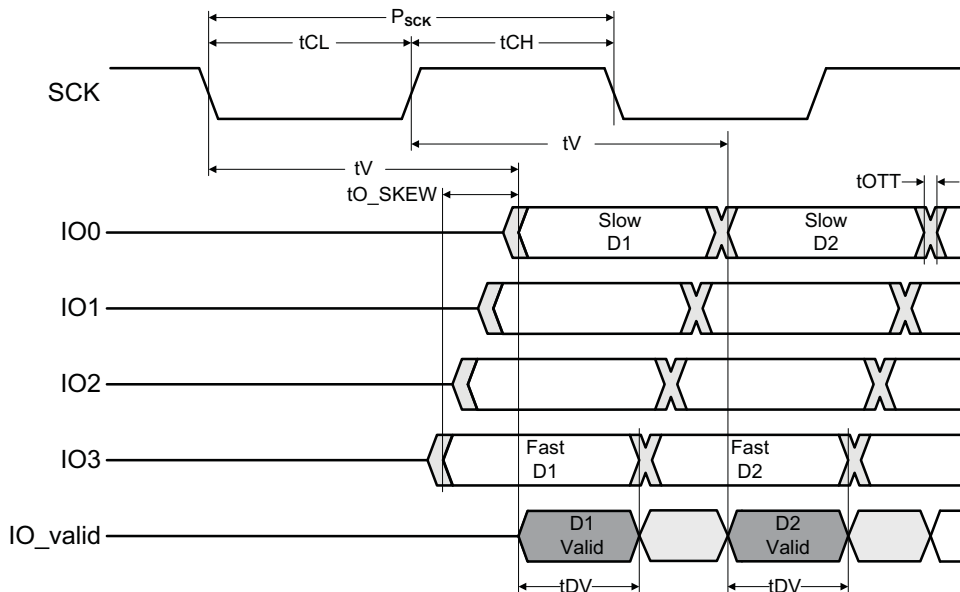 PSCK
tCL
tCH
SCK
tV
tV
tO_SKEW
tOTT
IO0
Slow
D1
Slow
D2
IO1
IO2
IO3
Fast
D1
Fast
D2
IO_valid
D1
Valid
D2
Valid
tDV
tDV